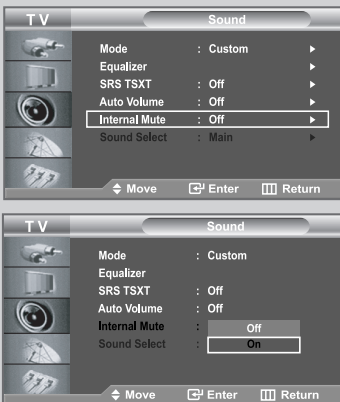 TV Sound
Mode : Custom
Equalizer
SRS TSXT : Off
Auto Volume : Off
Internal Mute : Off
Sound Select : Main
Move Enter Return
TV Sound
Mode : Custom
Equalizer
SRS TSXT : Off
Auto Volume : Off
Internal Mute : Off
Sound Select : On
Move Enter Return